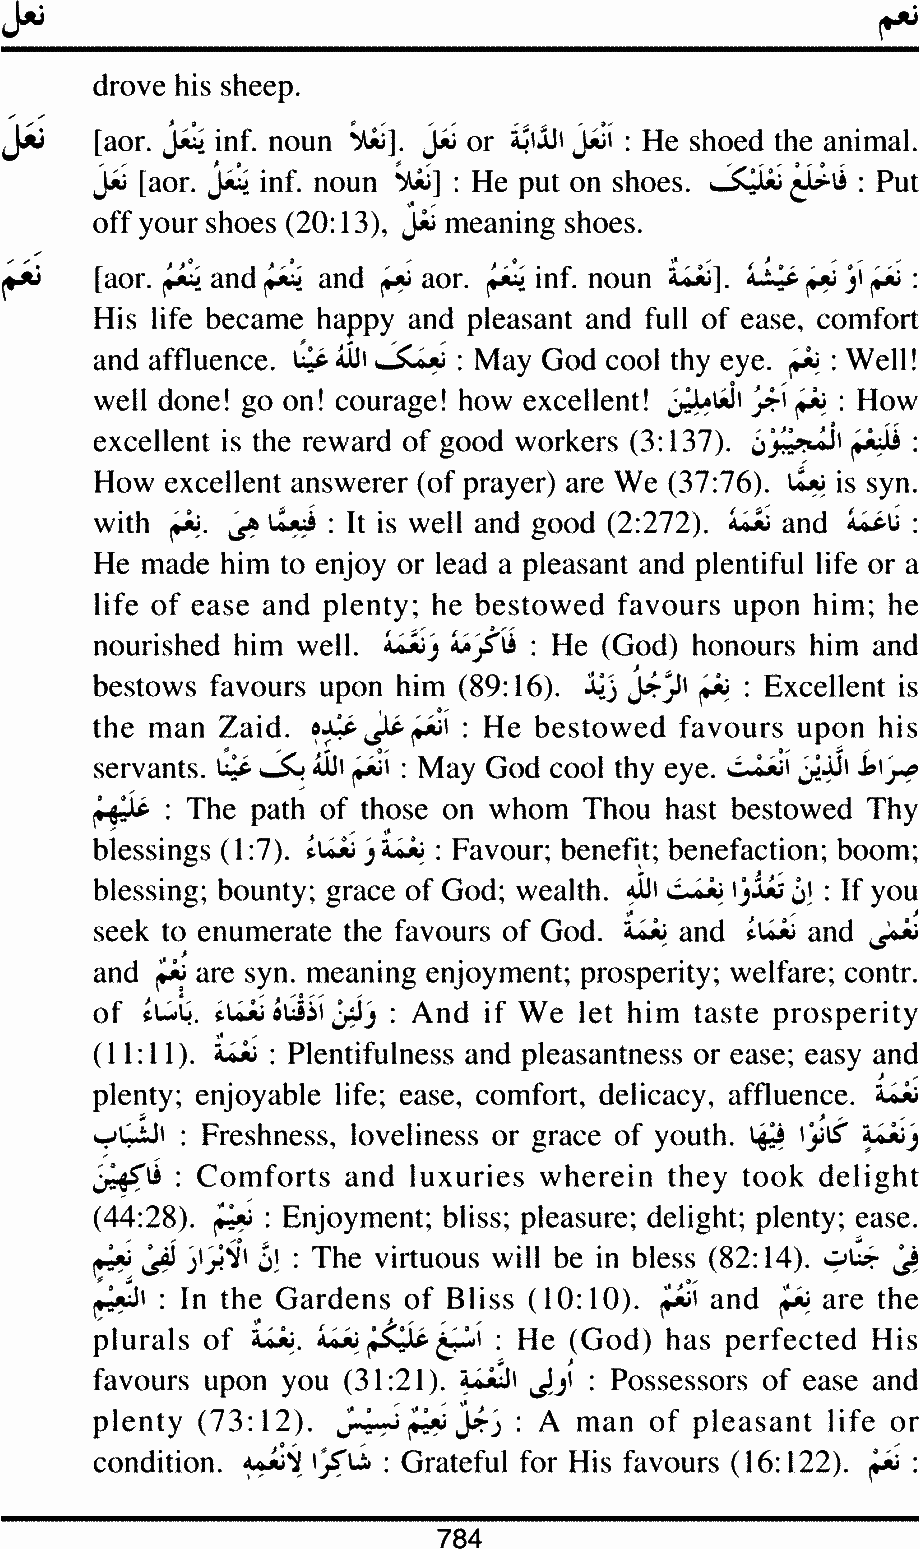 نعل نعم
drove his sheep.
نَعَلَ [aor. يَنْعَلُ inf. noun نَعْلاً]. نَعَلَ or اَنْعَلَ الدَّابَّةَ : He shoed the animal.
نَعَلَ [aor. يَنْعَلُ inf. noun نَعْلاً] : He put on shoes. فَاخْلَعْ نَعْلَيْکَ : Put
off your shoes (20:13), نَعْلٌ meaning shoes.
نَعَمَ [aor. يَنْعَمُ and يَنْعُمُ and نَعِمَ aor. يَنْعَمُ inf. noun نَعْمَةٌ]. نَعَمَ اَوْ نَعِمَ عَيْشُهٗ :
His life became happy and pleasant and full of ease, comfort
and affluence. نَعِمَکَ اللّٰهُ عَيْنًا : May God cool thy eye. نِعْمَ : Well!
well done! go on! courage! how excellent! نِعْمَ اَجْرُ الْعَامِلِيْنَ : How
excellent is the reward of good workers (3:137). فَلَنِعْمَ الْمُجِيْبُوْنَ :
How excellent answerer (of prayer) are We (37:76). نِعِمَّا is syn.
with نِعْمَ. فَنِعِمَّا هِیَ : It is well and good (2:272). نَعَّمَهٗ and نَاعَمَهٗ :
He made him to enjoy or lead a pleasant and plentiful life or a
life of ease and plenty; he bestowed favours upon him; he
nourished him well. فَاَکْرَمَهٗ وَنَعَّمَهٗ : He (God) honours him and
bestows favours upon him (89:16). نِعْمَ الرَّجُلُ زَيْدٌ : Excellent is
the man Zaid. اَنْعَمَ عَلٰی عَبْدِهٖ : He bestowed favours upon his
servants. اَنْعَمَ اللّٰهُ بِکَ عَيْنًا : May God cool thy eye. صِرَاطَ الَّذِيْنَ اَنْعَمْتَ
عَلَيْهِمْ : The path of those on whom Thou hast bestowed Thy
blessings (1:7). نِعْمَةٌ وَ نَعْمَاءُ : Favour; benefit; benefaction; boom;
blessing; bounty; grace of God; wealth. اِنْ تَعُدُّوْا نِعْمَتَ اللّٰهِ : If you
seek to enumerate the favours of God. نِعْمَةٌ and نَعْمَاءُ and نُعْمٰی
and نُعْمٌ are syn. meaning enjoyment; prosperity; welfare; contr.
of بَأْسَاءُ. وَلَئِنْ اَذَقْنَاهُ نَعْمَاءَ : And if We let him taste prosperity
(11:11). نَعْمَةٌ : Plentifulness and pleasantness or ease; easy and
plenty; enjoyable life; ease, comfort, delicacy, affluence. نَعْمَةُ
الشَّبَابِ : Freshness, loveliness or grace of youth. وَنَعْمَةٍ کَانُوْا فِيْهَا
فَاکِهِيْنَ : Comforts and luxuries wherein they took delight
(44:28). نَعِيْمٌ : Enjoyment; bliss; pleasure; delight; plenty; ease.
اِنَّ الْاَبْرَارَ لَفِیْ نَعِيْمٍ : The virtuous will be in bless (82:14). فِیْ جَنَّاتِ
النَّعِيْمِ : In the Gardens of Bliss (10:10). اَنْعُمٌ and نِعَمٌ are the
plurals of نِعْمَةٌ. اَسْبَغَ عَلَيْکُمْ نِعَمَهٗ : He (God) has perfected His
favours upon you (31:21). اُولِی النَّعْمَةِ : Possessors of ease and
plenty (73:12). رَجُلٌ نَعِيْمٌ نَسِيْسٌ : A man of pleasant life or
condition. شَاکِرًا لِاَنْعُمِهٖ : Grateful for His favours (16:122). نَعَمْ :
784